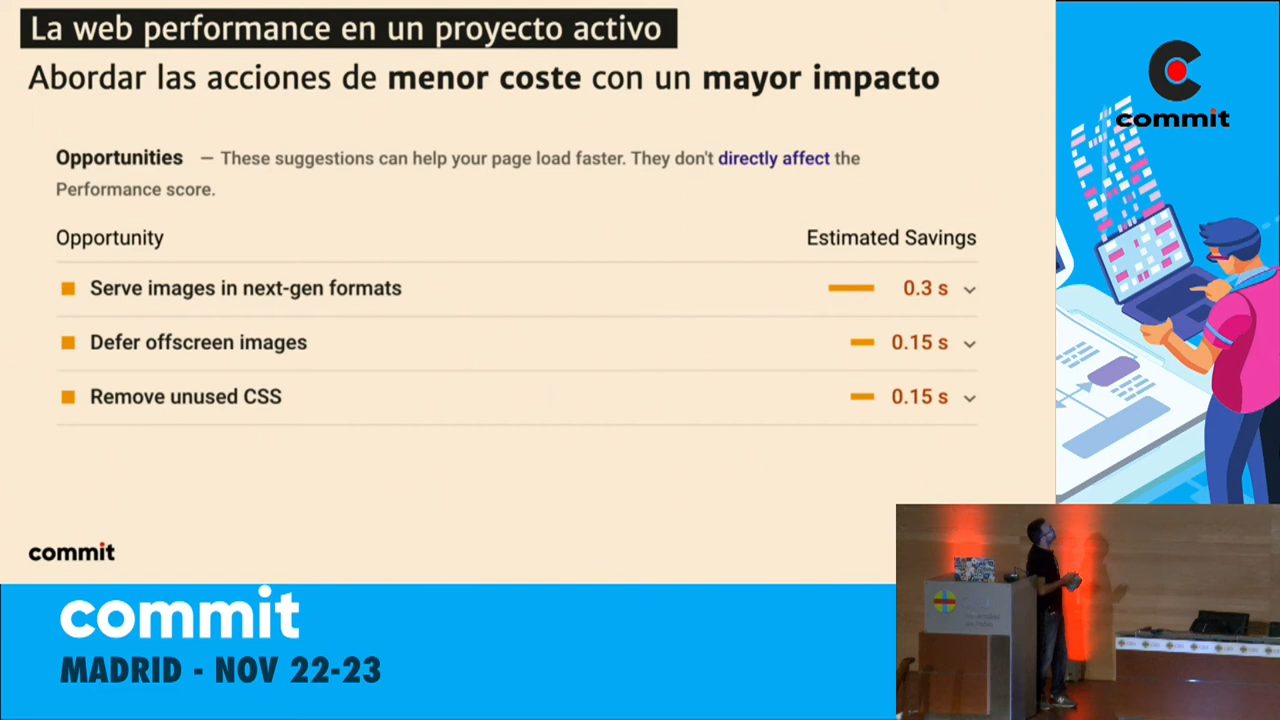 La web performance en un proyecto activo
Abordar las acciones de menor coste con un mayor impacto
Opportunities — These suggestions can help your page load faster. They don't directly affect the
Performance score.
Opportunity Estimated Savings
Serve images in next-gen formats 0.3 s
Defer offscreen images 0.15 s
Remove unused CSS 0.15 s
commit
commit
commit
MADRID - NOV 22-23